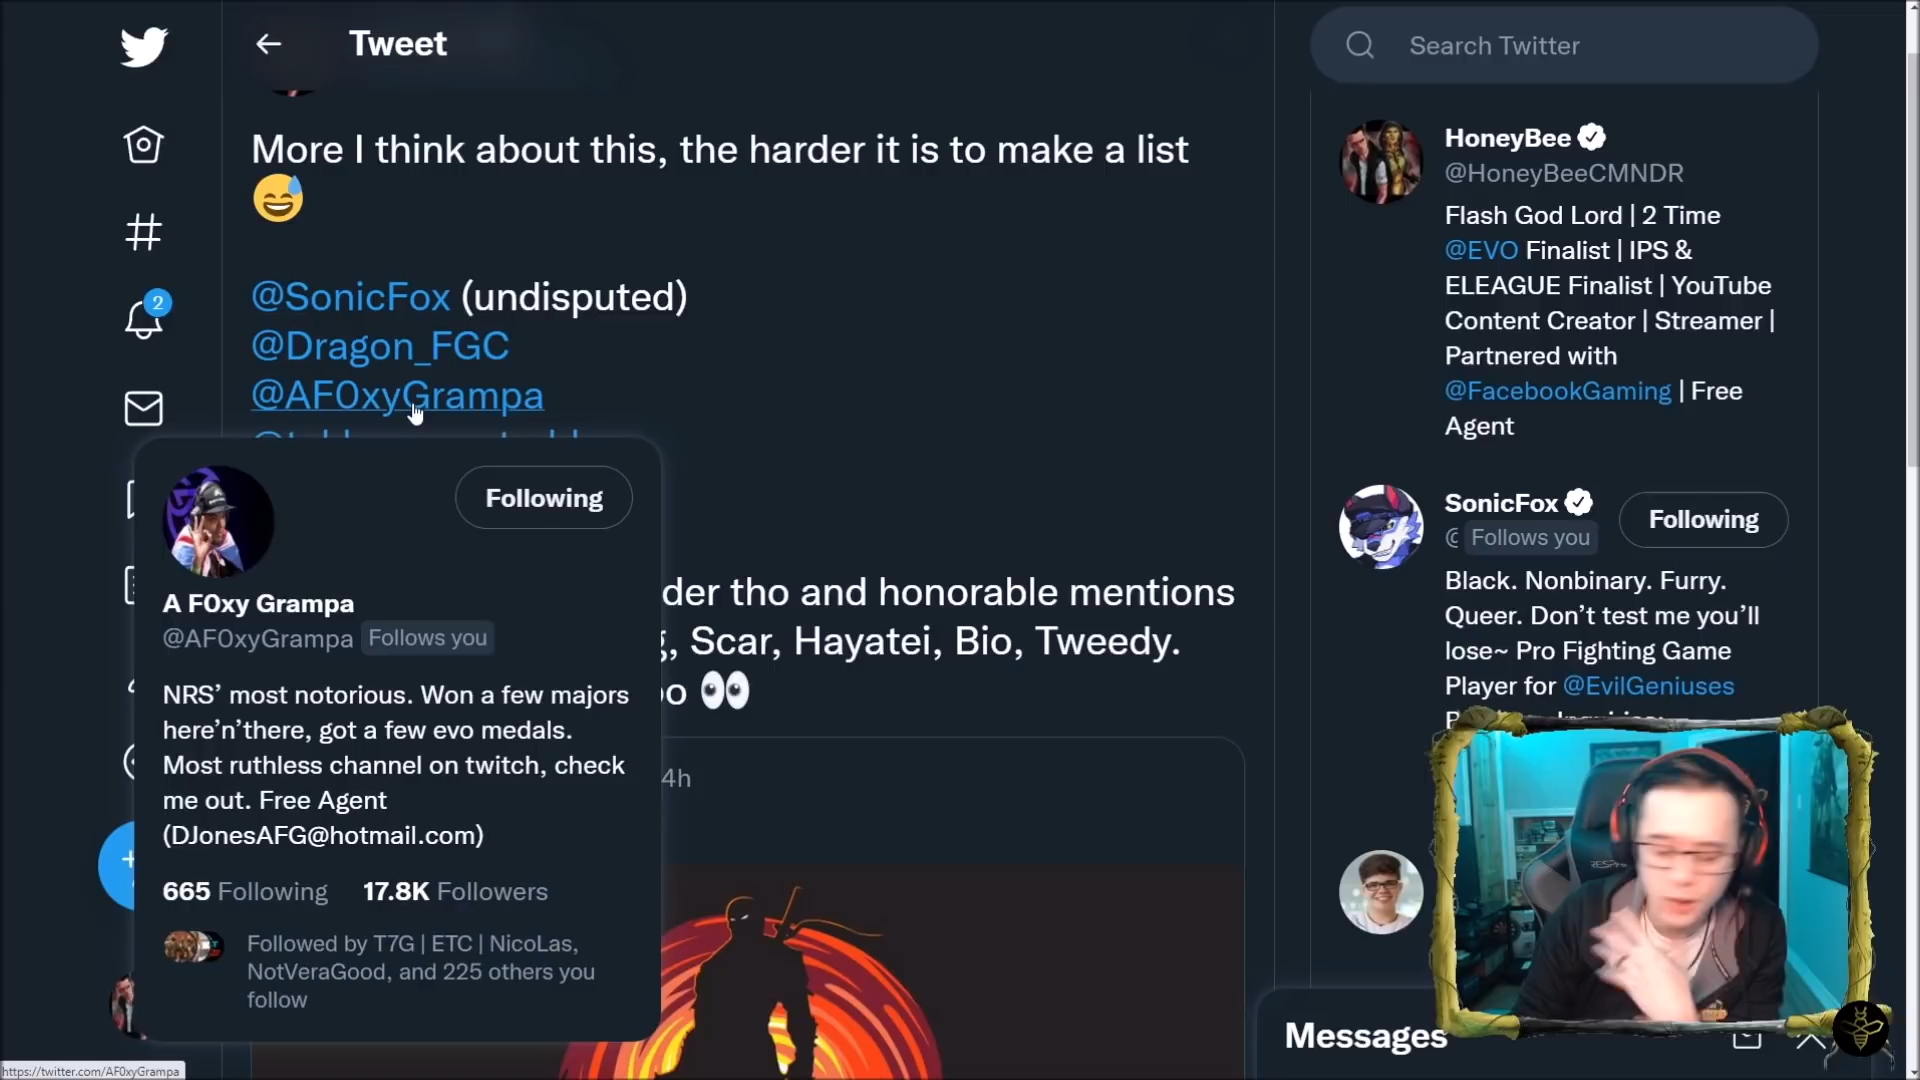 Tweet
Search Twitter
More I think about this, the harder it is to make a list
@SonicFox (undisputed)
@Dragon_FGC
@AF0xyGrampa
2
Following
A F0xy Grampa
@AF0xyGrampa Follows you
NRS’ most notorious. Won a few majors
here’n’there, got a few evo medals.
Most ruthless channel on twitch, check
me out. Free Agent
(DJonesAFG@hotmail.com)
665 Following 17.8K Followers
Followed by T7G | ETC | NicoLas,
NotVeraGood, and 225 others you
follow
der tho and honorable mentions
, Scar, Hayatei, Bio, Tweedy.
4h
HoneyBee
@HoneyBeeCMNDR
Flash God Lord | 2 Time
@EVO Finalist | IPS &
ELEAGUE Finalist | YouTube
Content Creator | Streamer |
Partnered with
@FacebookGaming | Free
Agent
SonicFox
Follows you
Following
Black. Nonbinary. Furry.
Queer. Don’t test me you’ll
lose~ Pro Fighting Game
Player for @EvilGeniuses
Messages
https://twitter.com/AF0xyGrampa